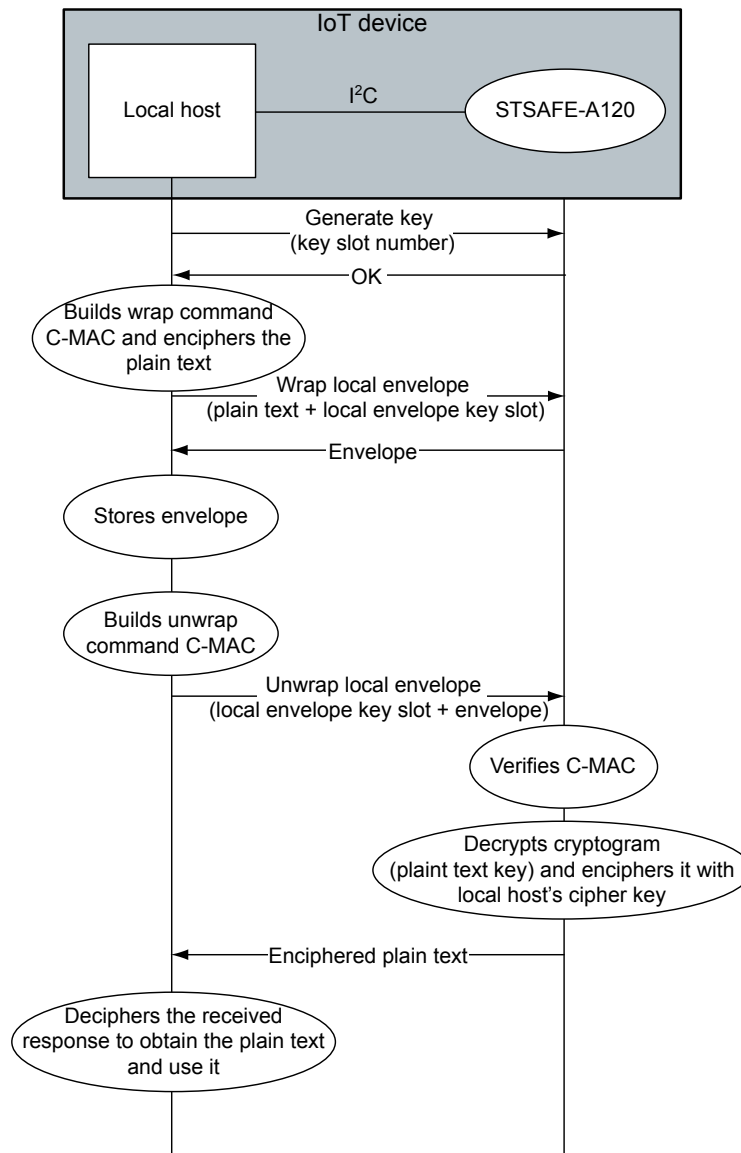 IoT device
Local host
I²C
STSAFE-A120
Generate key
(key slot number)
OK
Builds wrap command
C-MAC and enciphers the
plain text
Wrap local envelope
(plain text + local envelope key slot)
Envelope
Stores envelope
Builds unwrap
command C-MAC
Unwrap local envelope
(local envelope key slot + envelope)
Verifies C-MAC
Decrypts cryptogram
(plaint text key) and enciphers it with
local host's cipher key
Enciphered plain text
Deciphers the received
response to obtain the plain text
and use it